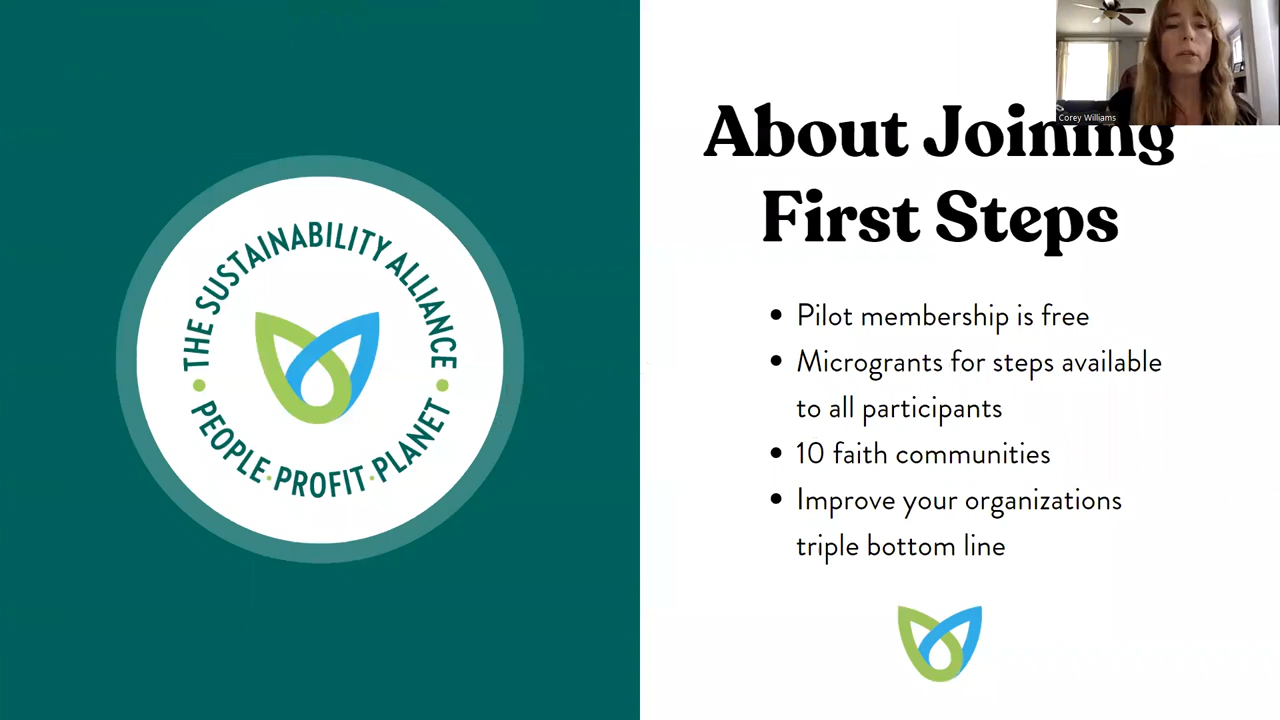 THE SUSTAINABILITY ALLIANCE
PEOPLE·PROFIT·PLANET
Corey Williams
About Joining
First Steps
• Pilot membership is free
• Microgrants for steps available
to all participants
• 10 faith communities
• Improve your organizations
triple bottom line